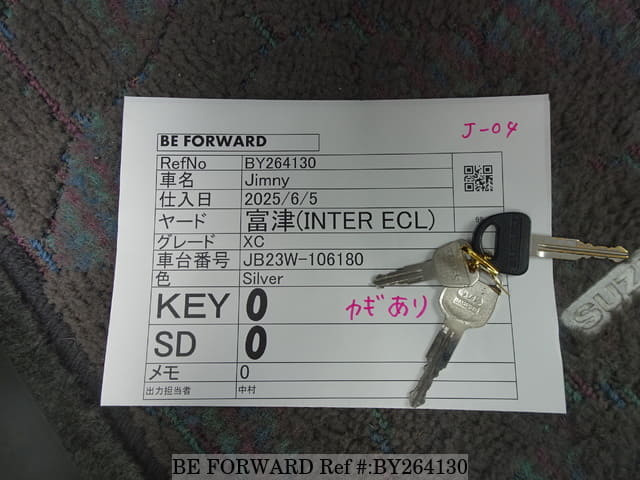 J-04
BE FORWARD
RefNo BY264130
車名 Jimny
仕入日 2025/6/5
ヤード 富津(INTER ECL)
グレード XC
車台番号 JB23W-106180
色 Silver
KEY 0 カギあり
SD 0
メモ 0
出力担当者 中村
SUZ
BE FORWARD Ref #:BY264130